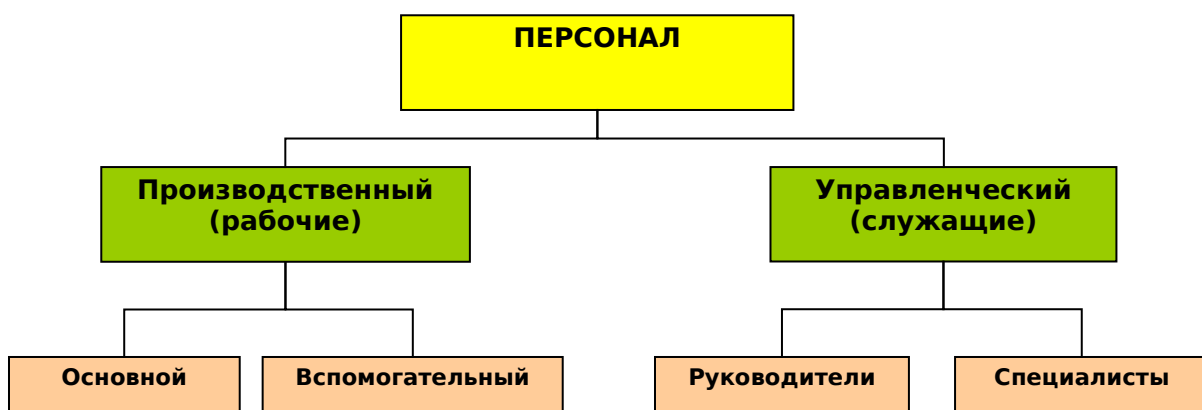 ПЕРСОНАЛ
Производственный
(рабочие)
Управленческий
(служащие)
Основной
Вспомогательный
Руководители
Специалисты